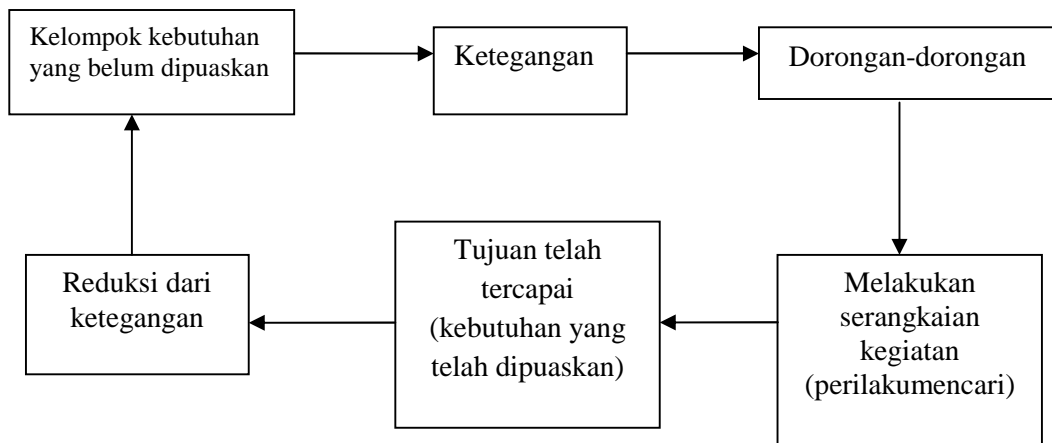 Kelompok kebutuhan
yang belum dipuaskan
Ketegangan
Dorongan-dorongan
Melakukan
serangkaian
kegiatan
(perilakumencari)
Tujuan telah
tercapai
(kebutuhan yang
telah dipuaskan)
Reduksi dari
ketegangan